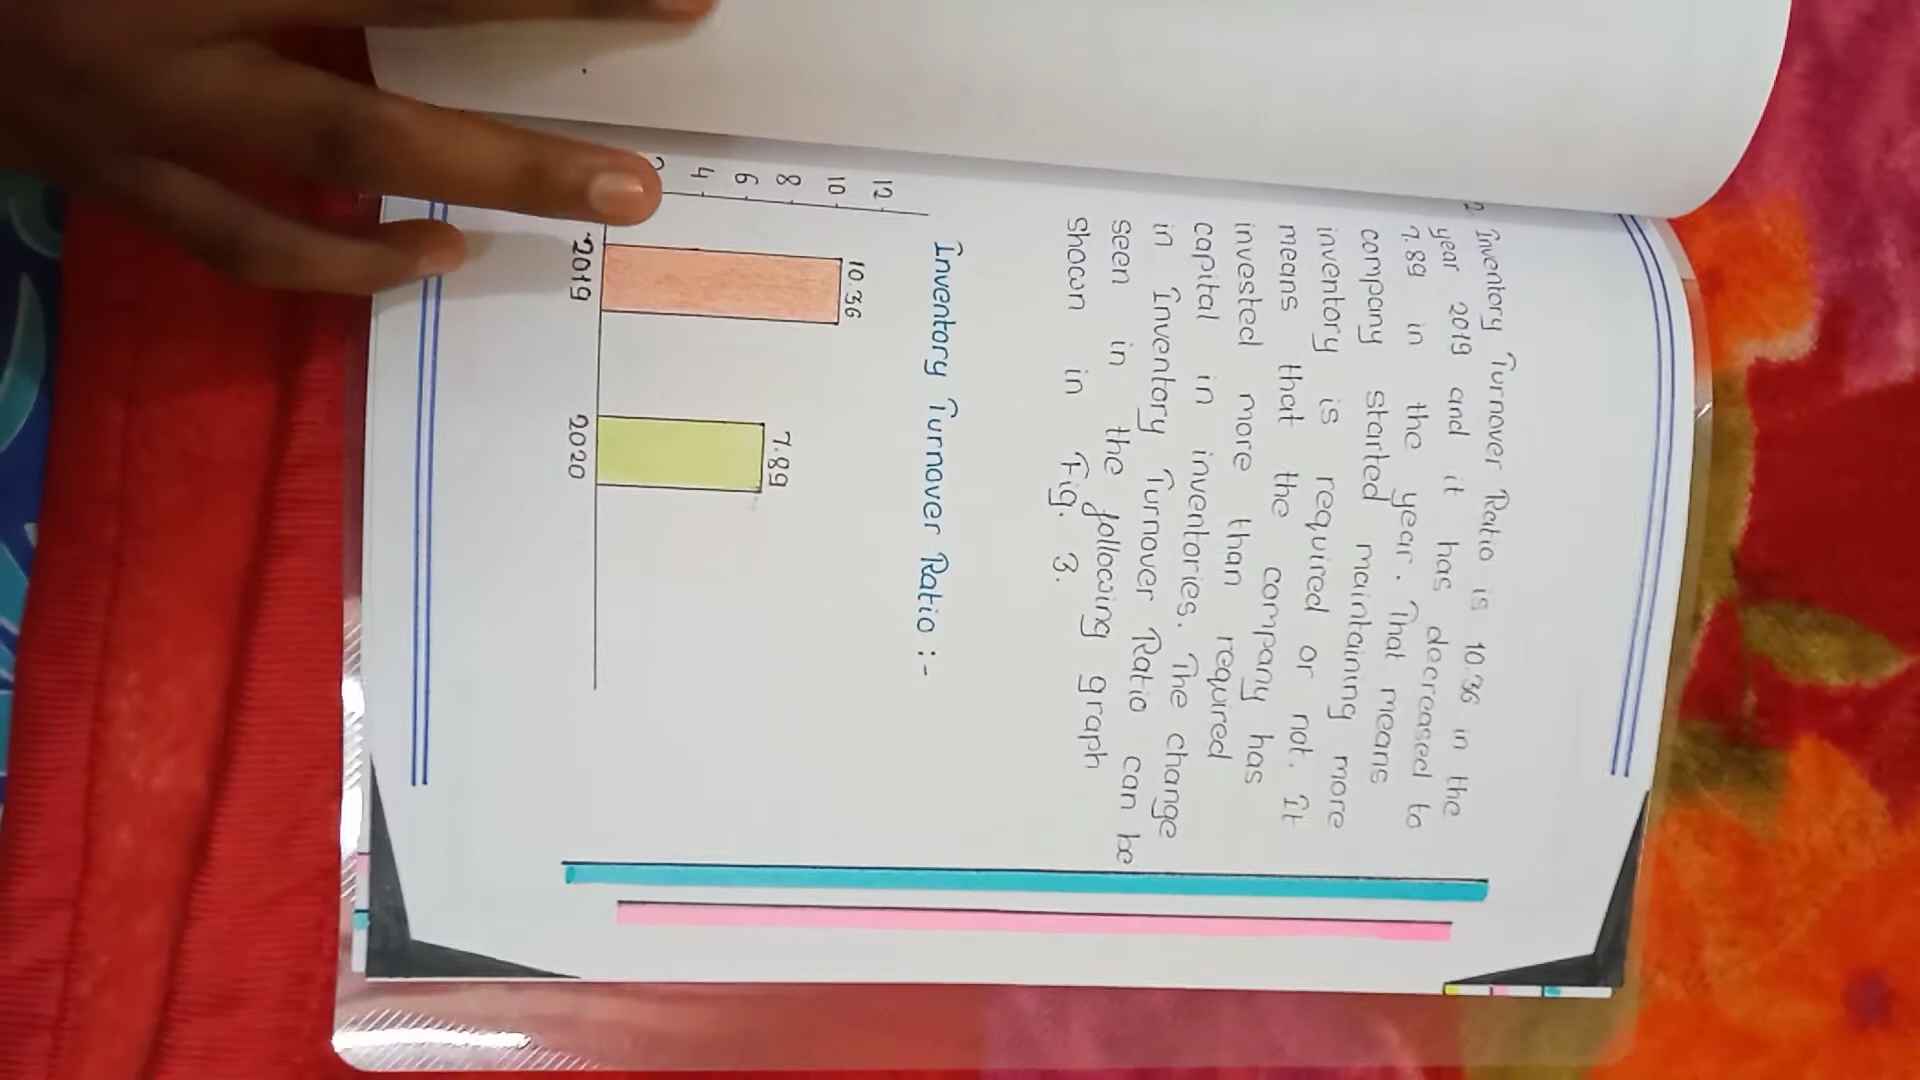 Inventory Turnover Ratio is 10.36 in the
year 2019 and it has decreased to
7.89 in the year. That means
company started maintaining more
inventory is required or not. It
means that the company has
invested more than required
capital in inventories. The change
in Inventory Turnover Ratio can be
seen in the following graph
shown in Fig. 3.
Inventory Turnover Ratio :-
12
10
8
6
4
10.36
7.89
2019
2020